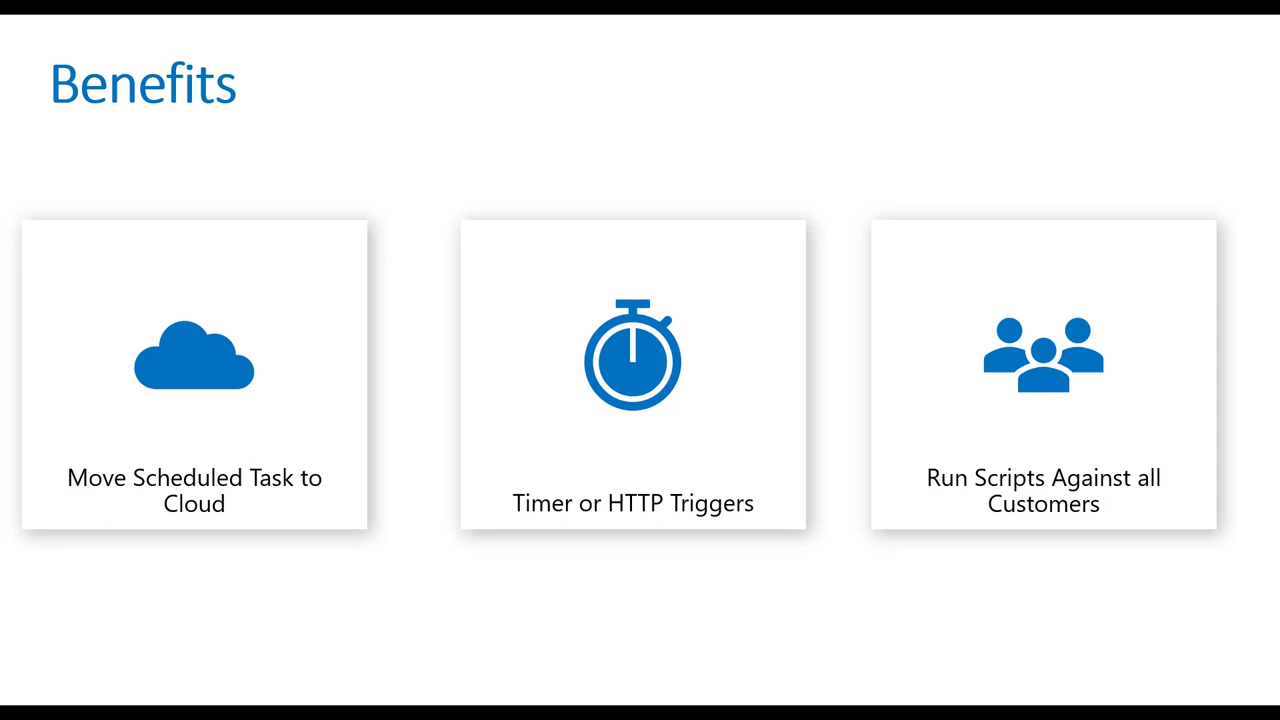 Benefits
Move Scheduled Task to
Cloud
Timer or HTTP Triggers
Run Scripts Against all
Customers